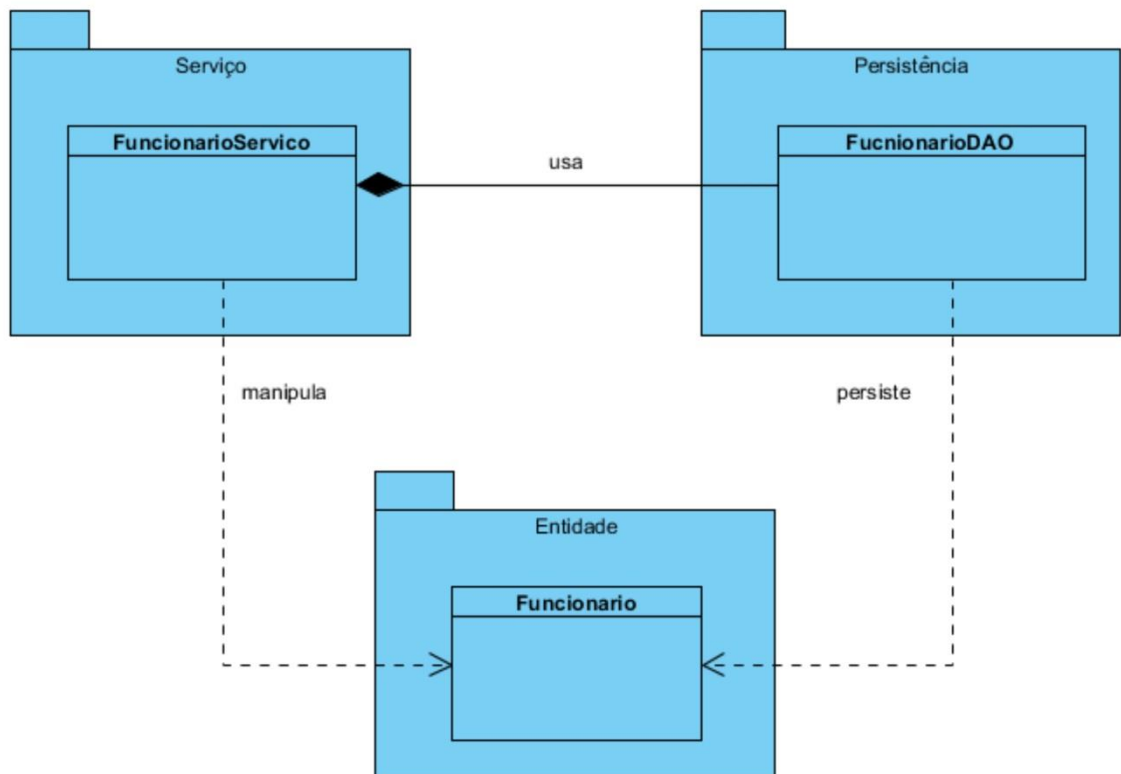 Serviço
Persistência
FuncionarioServico
FucnionarioDAO
usa
manipula
persiste
Entidade
Funcionario